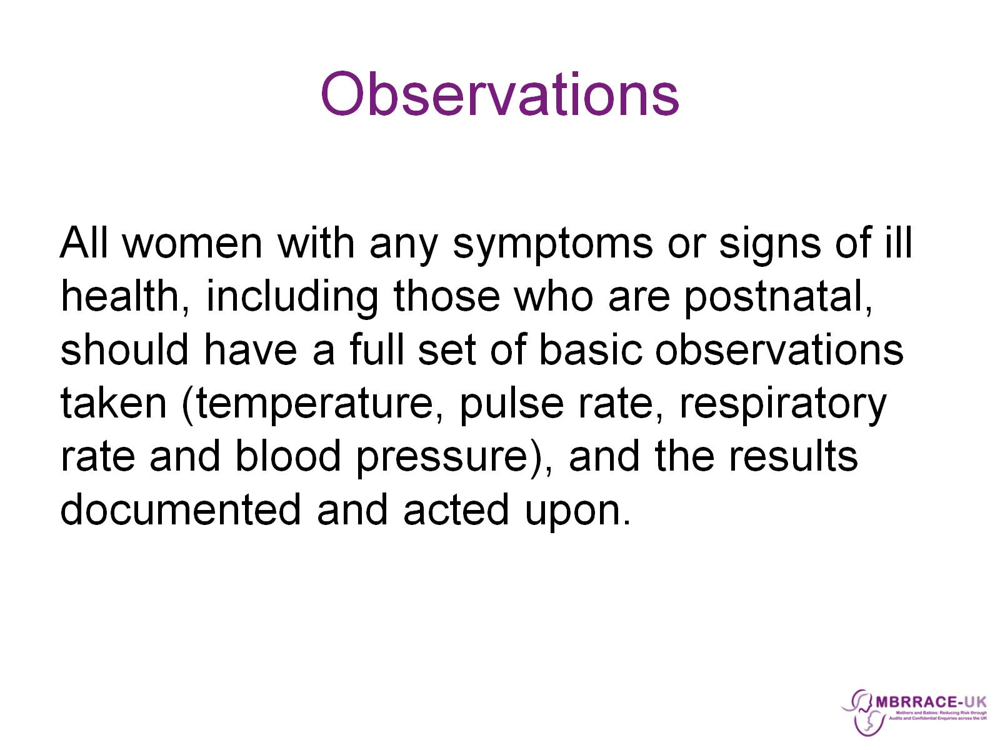 Observations
All women with any symptoms or signs of ill
health, including those who are postnatal,
should have a full set of basic observations
taken (temperature, pulse rate, respiratory
rate and blood pressure), and the results
documented and acted upon.
MBRRACE-UK
Mothers and Babies: Reducing Risk through
Audits and Confidential Enquiries across the UK